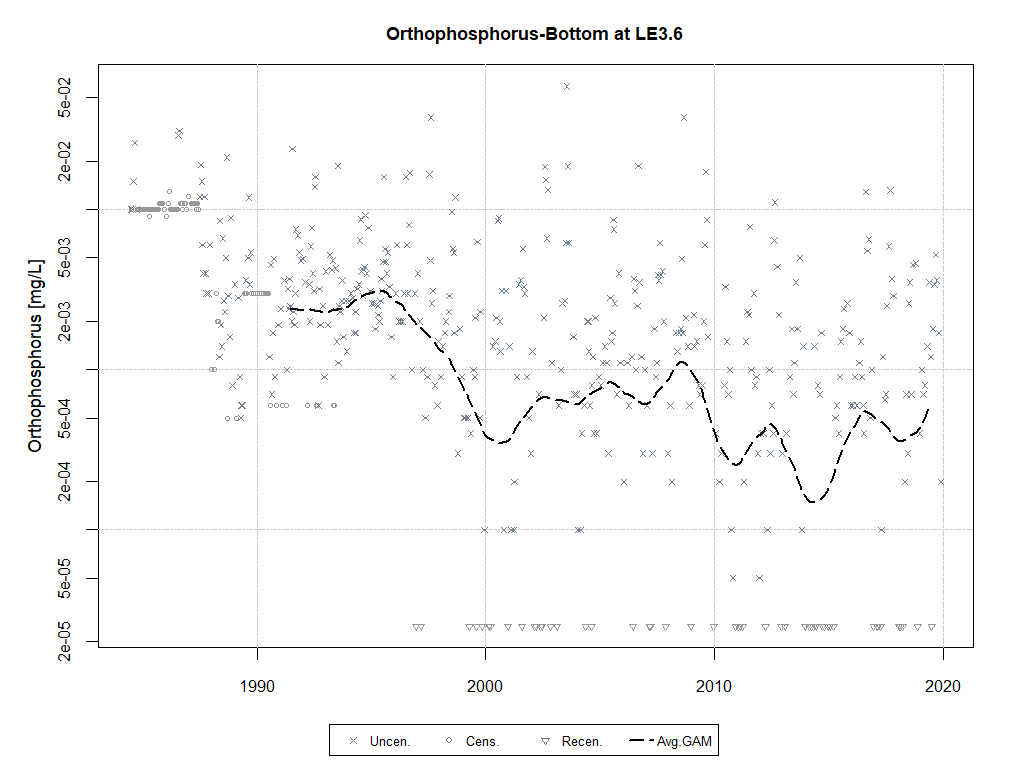 Orthophosphorus-Bottom at LE3.6
Orthophosphorus [mg/L]
5e-02
2e-02
5e-03
2e-03
5e-04
2e-04
5e-05
2e-05
1990 2000 2010 2020
Uncen. Cens. Recen. Avg.GAM